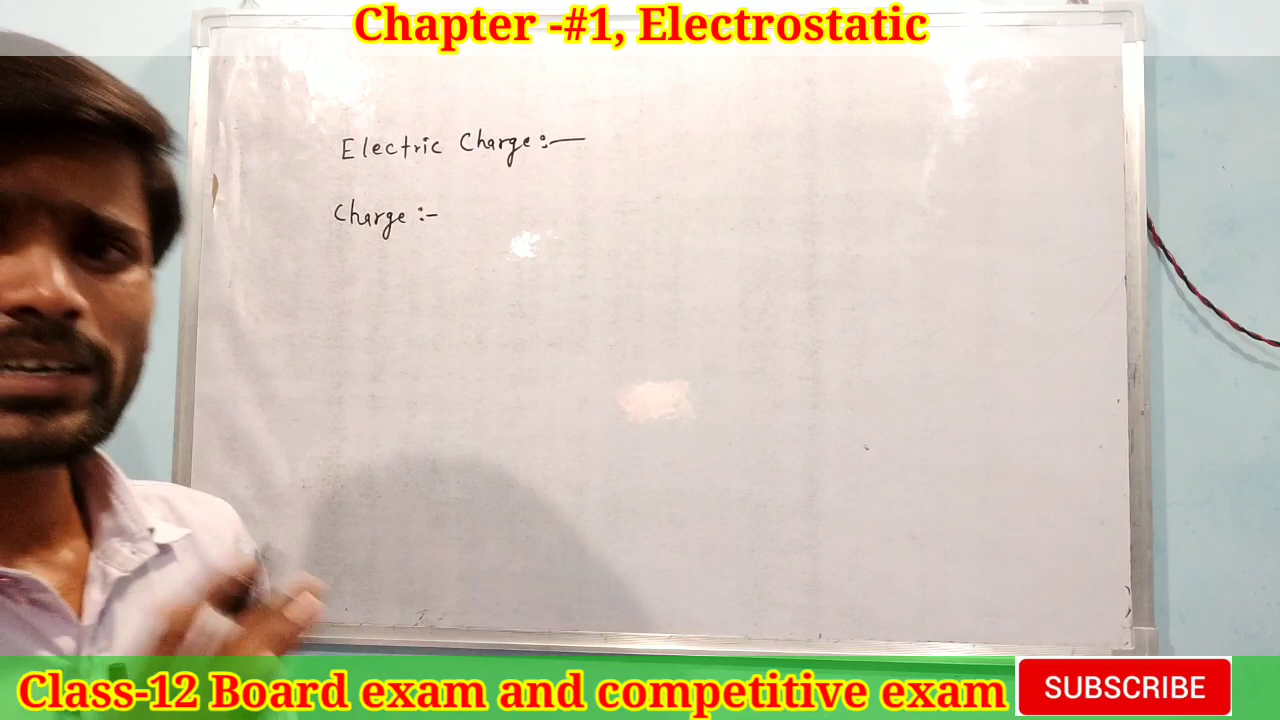 Chapter -#1, Electrostatic
Electric Charge :—
Charge :-
Class-12 Board exam and competitive exam
SUBSCRIBE